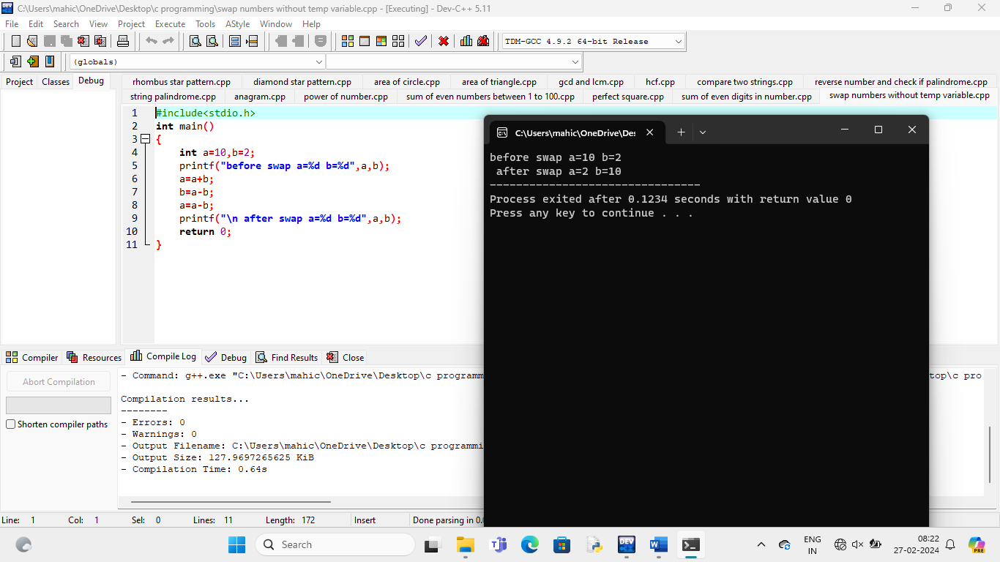 C:\Users\mahic\OneDrive\Desktop\c programming\swap numbers without temp variable.cpp - [Executing] - Dev-C++ 5.11
File Edit Search View Project Execute Tools AStyle Window Help
TDM-GCC 4.9.2 64-bit Release
(globals)
Project Classes Debug
rhombus star pattern.cpp diamond star pattern.cpp area of circle.cpp area of triangle.cpp gcd and lcm.cpp hcf.cpp compare two strings.cpp reverse number and check if palindrome.cpp
string palindrome.cpp anagram.cpp power of number.cpp sum of even numbers between 1 to 100.cpp perfect square.cpp sum of even digits in number.cpp swap numbers without temp variable.cpp
1 #include<stdio.h>
2 int main()
3 {
4 int a=10,b=2;
5 printf("before swap a=%d b=%d",a,b);
6 a=a+b;
7 b=a-b;
8 a=a-b;
9 printf("\n after swap a=%d b=%d",a,b);
10 return 0;
11 }
C:\Users\mahic\OneDrive\Des
before swap a=10 b=2
after swap a=2 b=10
--------------------------------
Process exited after 0.1234 seconds with return value 0
Press any key to continue . . .
Compiler Resources Compile Log Debug Find Results Close
Abort Compilation
Shorten compiler paths
- Command: g++.exe "C:\Users\mahic\OneDrive\Desktop\c programm
top\c pro
Compilation results...
--------
- Errors: 0
- Warnings: 0
- Output Filename: C:\Users\mahic\OneDrive\Desktop\c programmi
- Output Size: 127.9697265625 KiB
- Compilation Time: 0.64s
Line: 1 Col: 1 Sel: 0 Lines: 11 Length: 172 Insert Done parsing in 0.0
Search
DEV
W
PRE
ENG
IN
08:22
27-02-2024